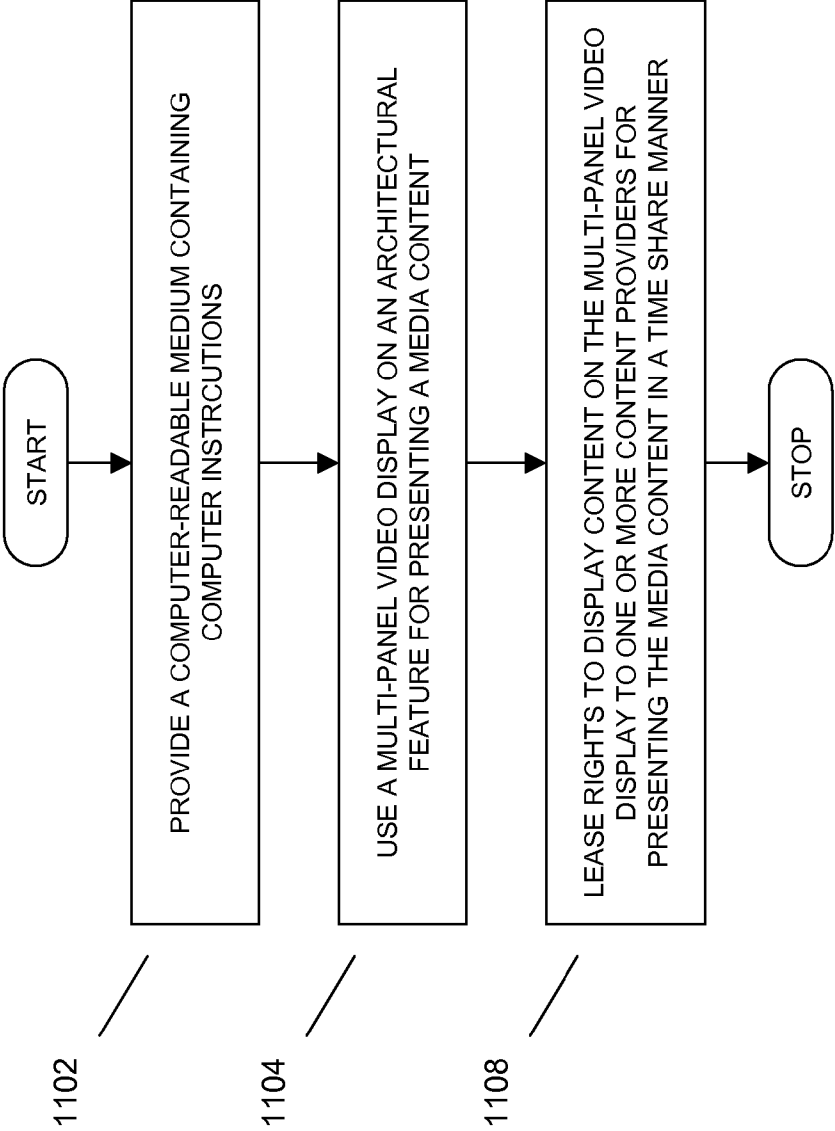 START
PROVIDE A COMPUTER-READABLE MEDIUM CONTAINING
COMPUTER INSTRCUTIONS
1102
USE A MULTI-PANEL VIDEO DISPLAY ON AN ARCHITECTURAL
FEATURE FOR PRESENTING A MEDIA CONTENT
1104
LEASE RIGHTS TO DISPLAY CONTENT ON THE MULTI-PANEL VIDEO
DISPLAY TO ONE OR MORE CONTENT PROVIDERS FOR
PRESENTING THE MEDIA CONTENT IN A TIME SHARE MANNER
1108
STOP